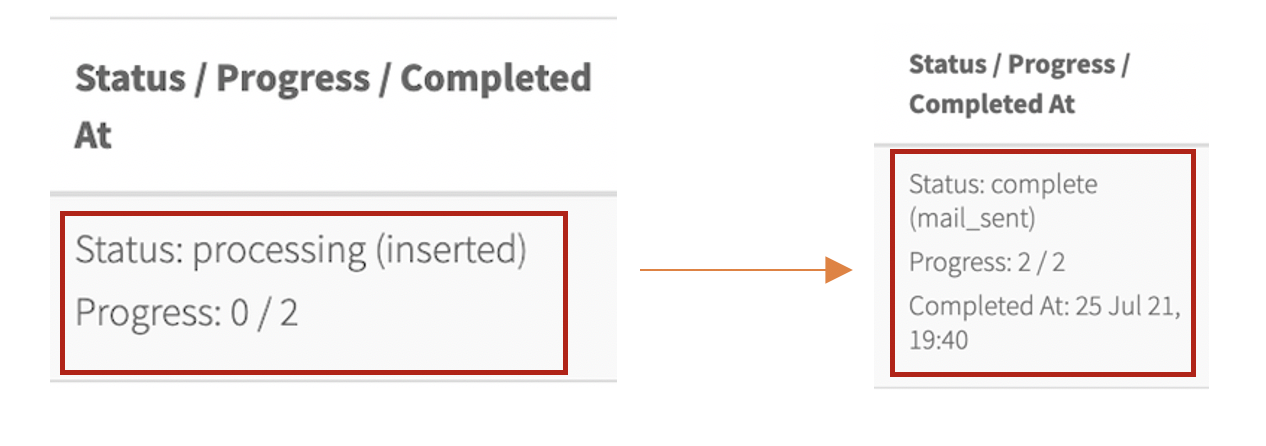 Status / Progress / Completed
At
Status: processing (inserted)
Progress: 0 / 2
Status / Progress /
Completed At
Status: complete
(mail_sent)
Progress: 2 / 2
Completed At: 25 Jul 21,
19:40